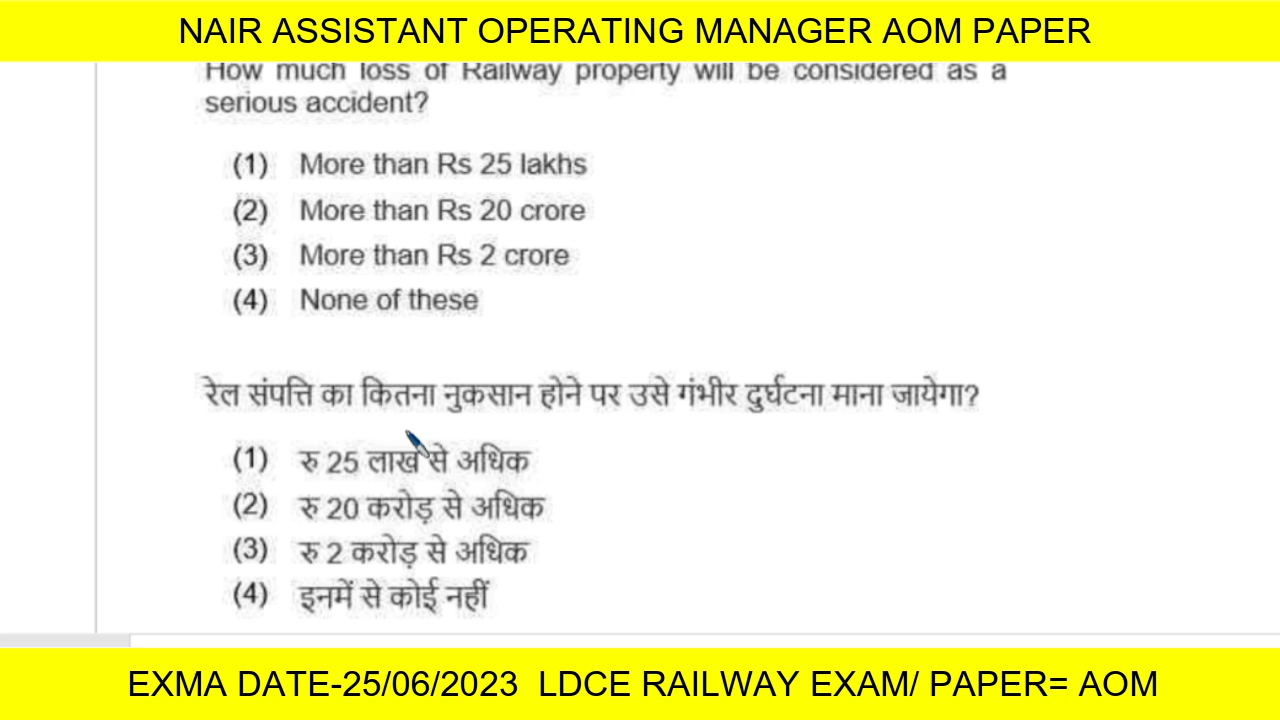 NAIR ASSISTANT OPERATING MANAGER AOM PAPER
How much loss of Railway property will be considered as a
serious accident?
(1) More than Rs 25 lakhs
(2) More than Rs 20 crore
(3) More than Rs 2 crore
(4) None of these
रेल संपत्ति का कितना नुकसान होने पर उसे गंभीर दुर्घटना माना जायेगा?
(1) रु 25 लाख से अधिक
(2) रु 20 करोड़ से अधिक
(3) रु 2 करोड़ से अधिक
(4) इनमें से कोई नहीं
EXMA DATE-25/06/2023 LDCE RAILWAY EXAM/ PAPER= AOM